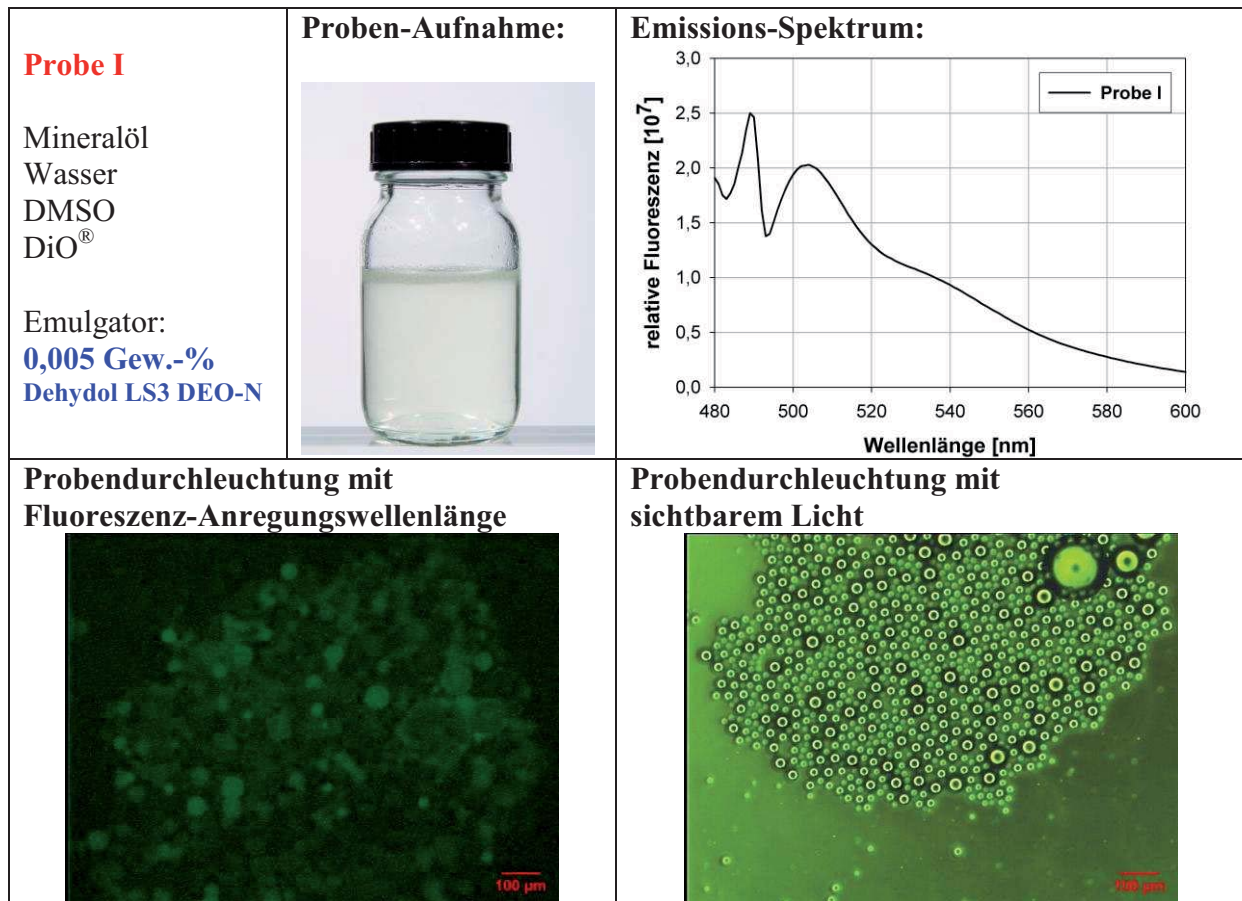 Probe I
Mineralöl
Wasser
DMSO
DiO®
Emulgator:
0,005 Gew.-%
Dehydol LS3 DEO-N
Proben-Aufnahme:
Emissions-Spektrum:
relative Fluoreszenz [10⁷]
3,0
2,5
2,0
1,5
1,0
0,5
0,0
Probe I
480 500 520 540 560 580 600
Wellenlänge [nm]
Probendurchleuchtung mit
Fluoreszenz-Anregungswellenlänge
100 µm
Probendurchleuchtung mit
sichtbarem Licht
100 µm